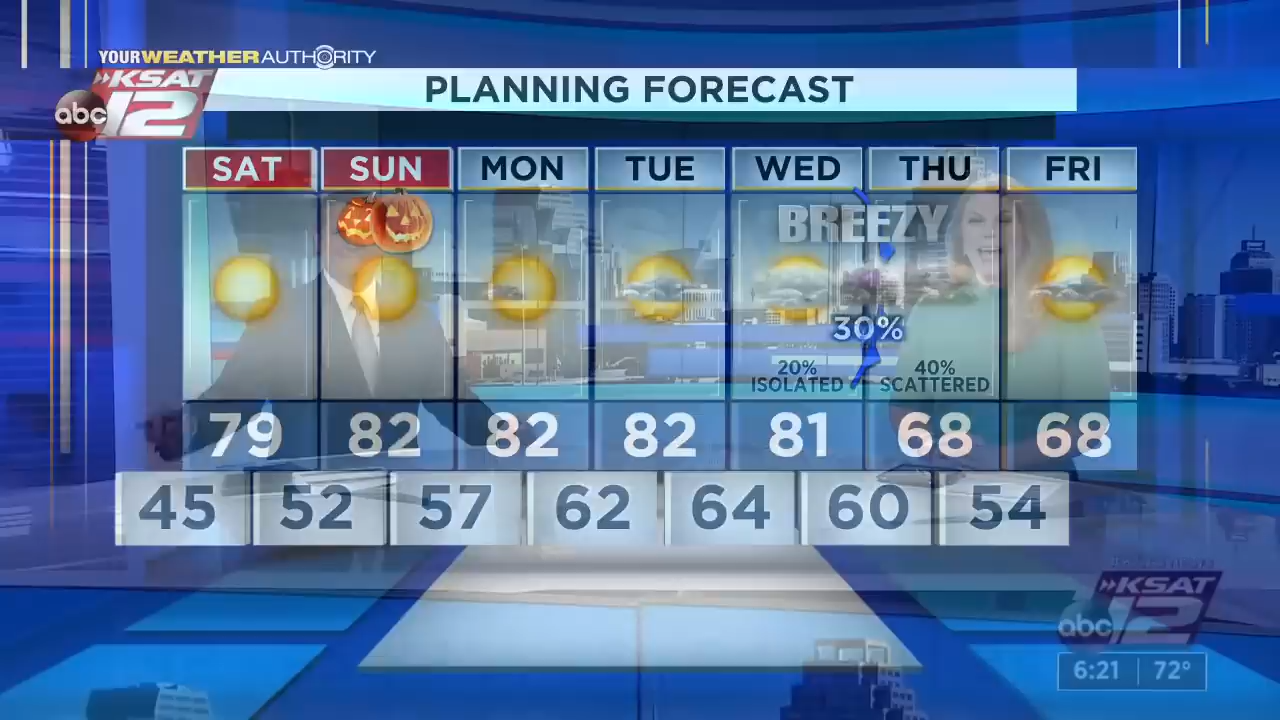 YOURWEATHERAUTHORITY
KSAT
abc 12
PLANNING FORECAST
SAT SUN MON TUE WED THU FRI
BREEZY
30%
20% 40%
ISOLATED SCATTERED
79 82 82 82 81 68 68
45 52 57 62 64 60 54
KSAT
abc 12
6:21 72°